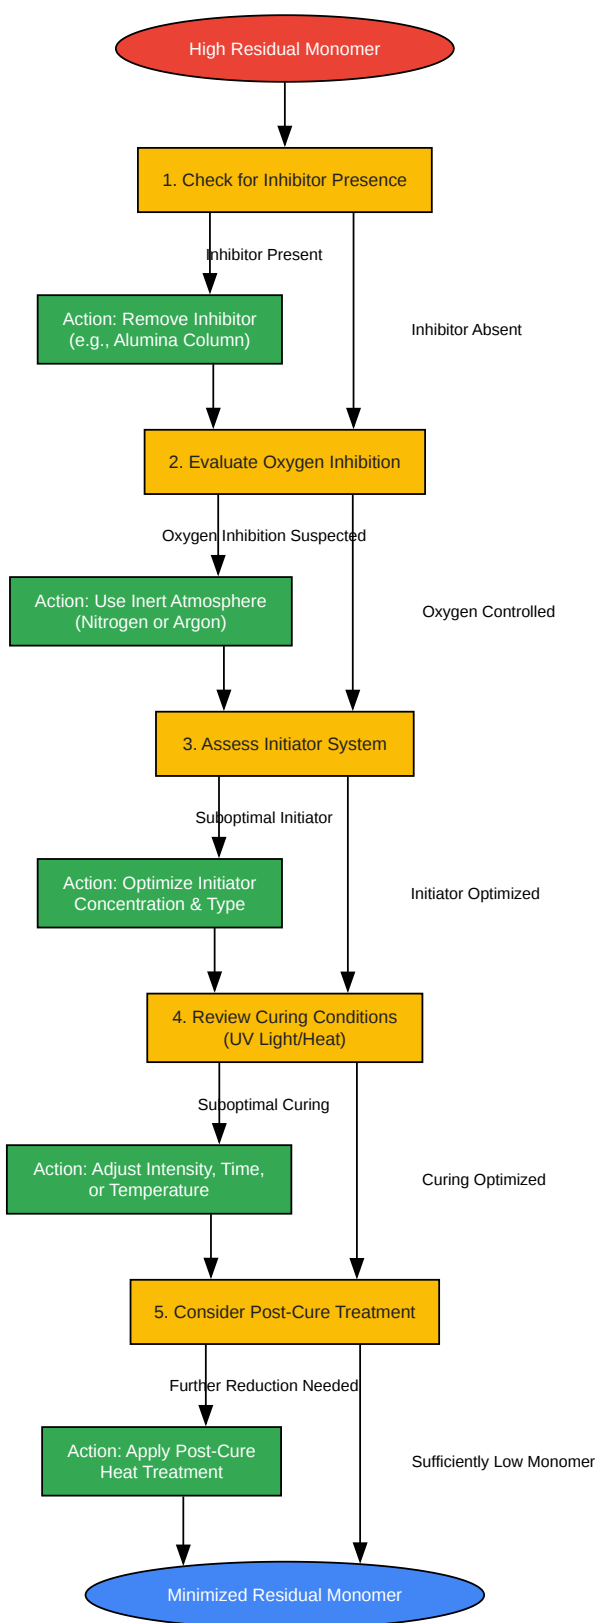 High Residual Monomer
1. Check for Inhibitor Presence
Inhibitor Present
Action: Remove Inhibitor
(e.g., Alumina Column)
Inhibitor Absent
2. Evaluate Oxygen Inhibition
Oxygen Inhibition Suspected
Action: Use Inert Atmosphere
(Nitrogen or Argon)
Oxygen Controlled
3. Assess Initiator System
Suboptimal Initiator
Action: Optimize Initiator
Concentration & Type
Initiator Optimized
4. Review Curing Conditions
(UV Light/Heat)
Suboptimal Curing
Action: Adjust Intensity, Time,
or Temperature
Curing Optimized
5. Consider Post-Cure Treatment
Further Reduction Needed
Action: Apply Post-Cure
Heat Treatment
Sufficiently Low Monomer
Minimized Residual Monomer